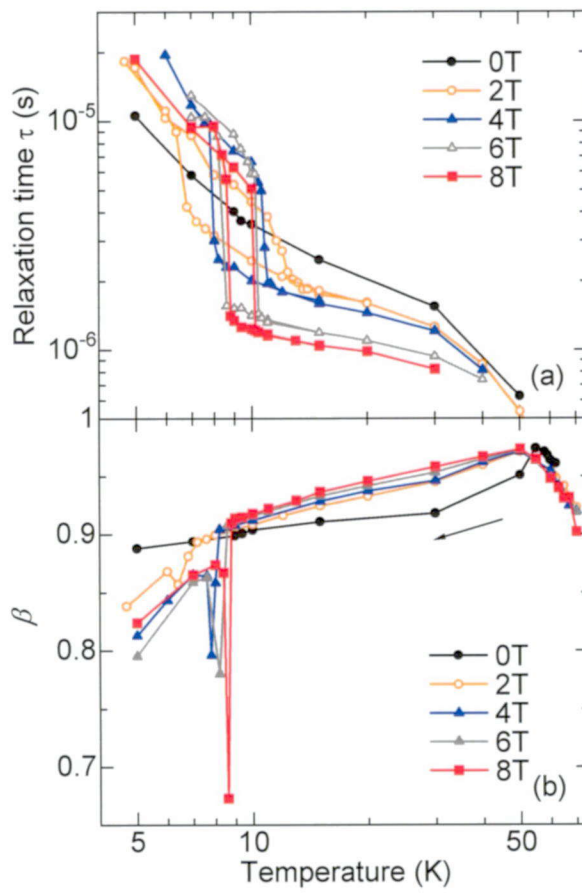 10⁻⁵
10⁻⁶
Relaxation time τ (s)
0T
2T
4T
6T
8T
(a)
1
0.9
0.8
0.7
β
0T
2T
4T
6T
8T
(b)
5
10
50
Temperature (K)